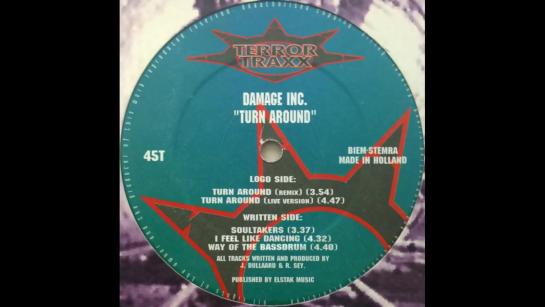 TERROR
TRAXX
DAMAGE INC.
"TURN AROUND"
45T
BIEM-STEMRA
MADE IN HOLLAND
LOGO SIDE:
TURN AROUND (REMIX) (3.54)
TURN AROUND (LIVE VERSION) (4.47)
WRITTEN SIDE:
SOULTAKERS (3.37)
I FEEL LIKE DANCING (4.32)
WAY OF THE BASSDRUM (4.40)
ALL TRACKS WRITTEN AND PRODUCED BY
J. BULLAARD & R. SEY.
PUBLISHED BY ELSTAK MUSIC